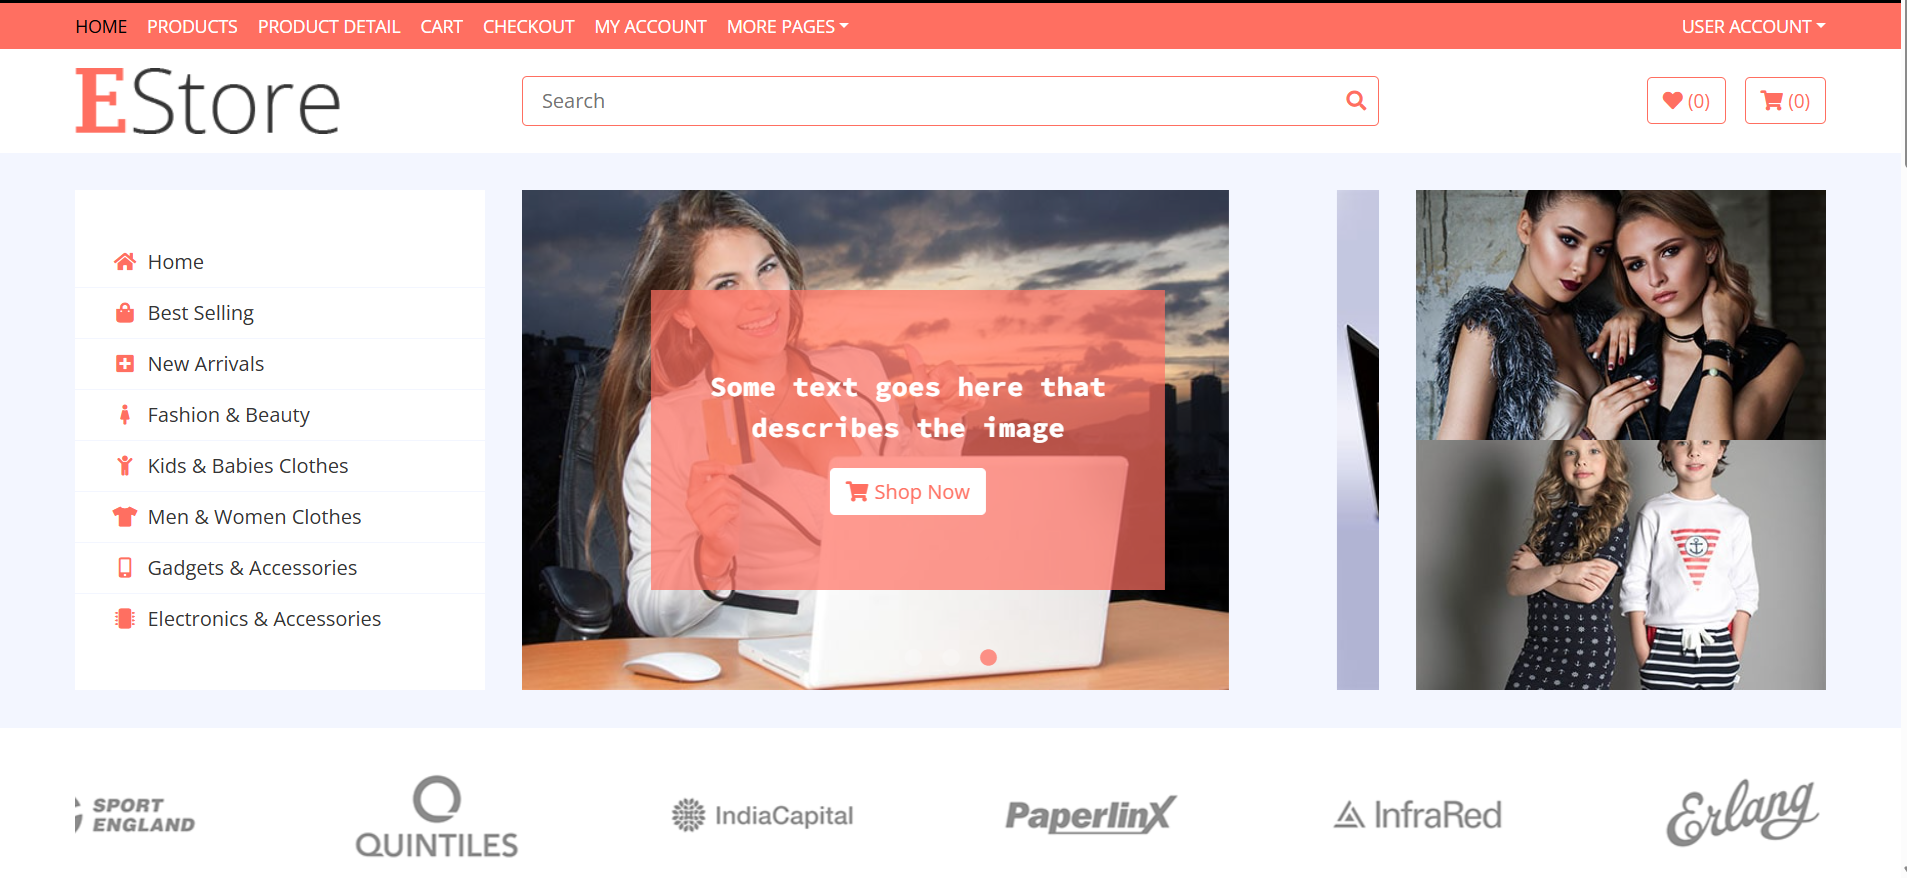 HOME PRODUCTS PRODUCT DETAIL CART CHECKOUT MY ACCOUNT MORE PAGES USER ACCOUNT
EStore
Search
(0) (0)
Home
Best Selling
New Arrivals
Fashion & Beauty
Kids & Babies Clothes
Men & Women Clothes
Gadgets & Accessories
Electronics & Accessories
Some text goes here that
describes the image
Shop Now
SPORT
ENGLAND
QUINTILES
IndiaCapital
PaperlinX
InfraRed
Erlang